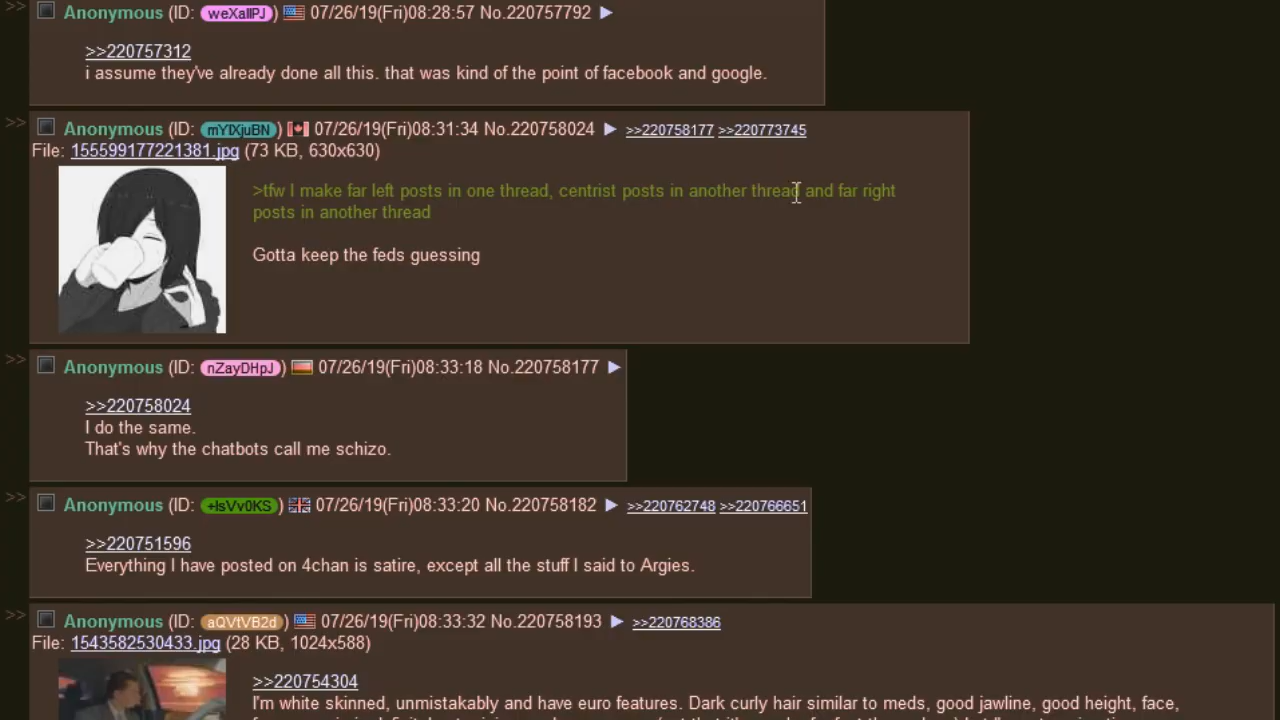 >> Anonymous (ID: weXallPJ) 07/26/19(Fri)08:28:57 No.220757792 ▶
>>220757312
i assume they've already done all this. that was kind of the point of facebook and google.
>> Anonymous (ID: mYlXjuBN) 07/26/19(Fri)08:31:34 No.220758024 ▶ >>220758177 >>220773745
File: 155599177221381.jpg (73 KB, 630x630)
>tfw I make far left posts in one thread, centrist posts in another thread and far right
posts in another thread
Gotta keep the feds guessing
>> Anonymous (ID: nZayDHpJ) 07/26/19(Fri)08:33:18 No.220758177 ▶
>>220758024
I do the same.
That's why the chatbots call me schizo.
>> Anonymous (ID: +lsVv0KS) 07/26/19(Fri)08:33:20 No.220758182 ▶ >>220762748 >>220766651
>>220751596
Everything I have posted on 4chan is satire, except all the stuff I said to Argies.
>> Anonymous (ID: aQVtVB2d) 07/26/19(Fri)08:33:32 No.220758193 ▶ >>220768386
File: 1543582530433.jpg (28 KB, 1024x588)
>>220754304
I'm white skinned, unmistakably and have euro features. Dark curly hair similar to meds, good jawline, good height, face,